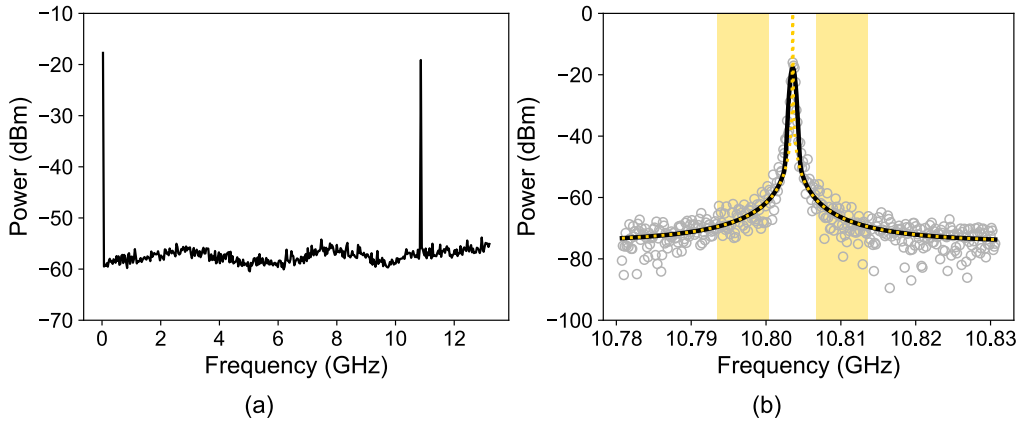 −10
−20
−30
−40
−50
−60
−70
Power (dBm)
0 2 4 6 8 10 12
Frequency (GHz)
(a)
0
−20
−40
−60
−80
−100
Power (dBm)
10.78 10.79 10.80 10.81 10.82 10.83
Frequency (GHz)
(b)